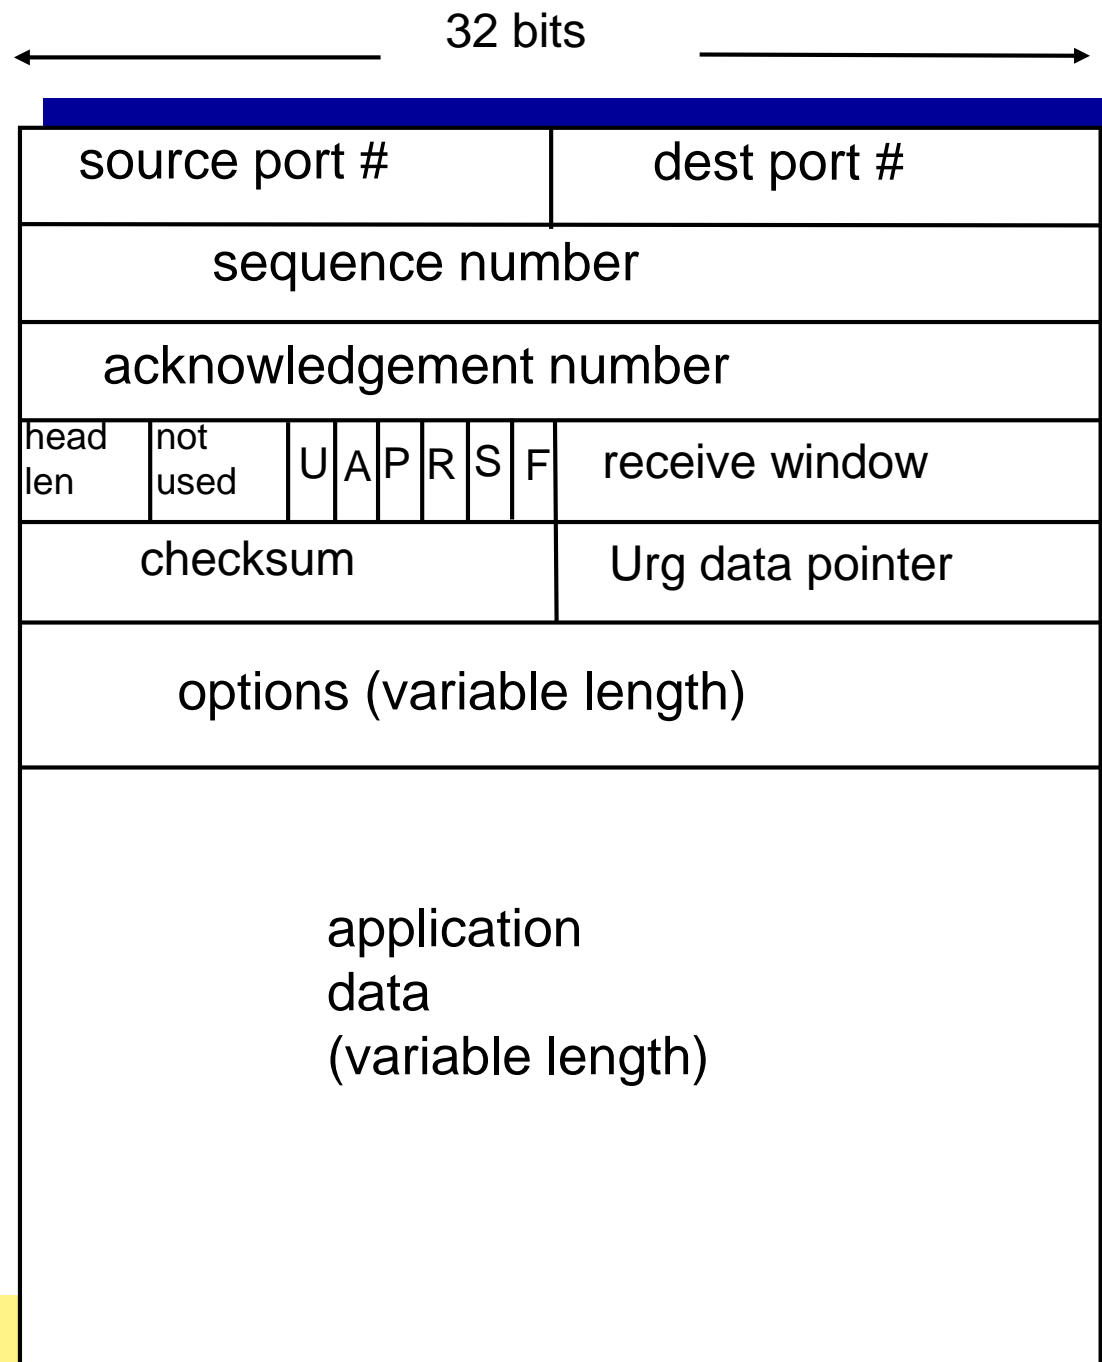 32 bits
source port #
dest port #
sequence number
acknowledgement number
head
len
not
used
U
A
P
R
S
F
receive window
checksum
Urg data pointer
options (variable length)
application
data
(variable length)